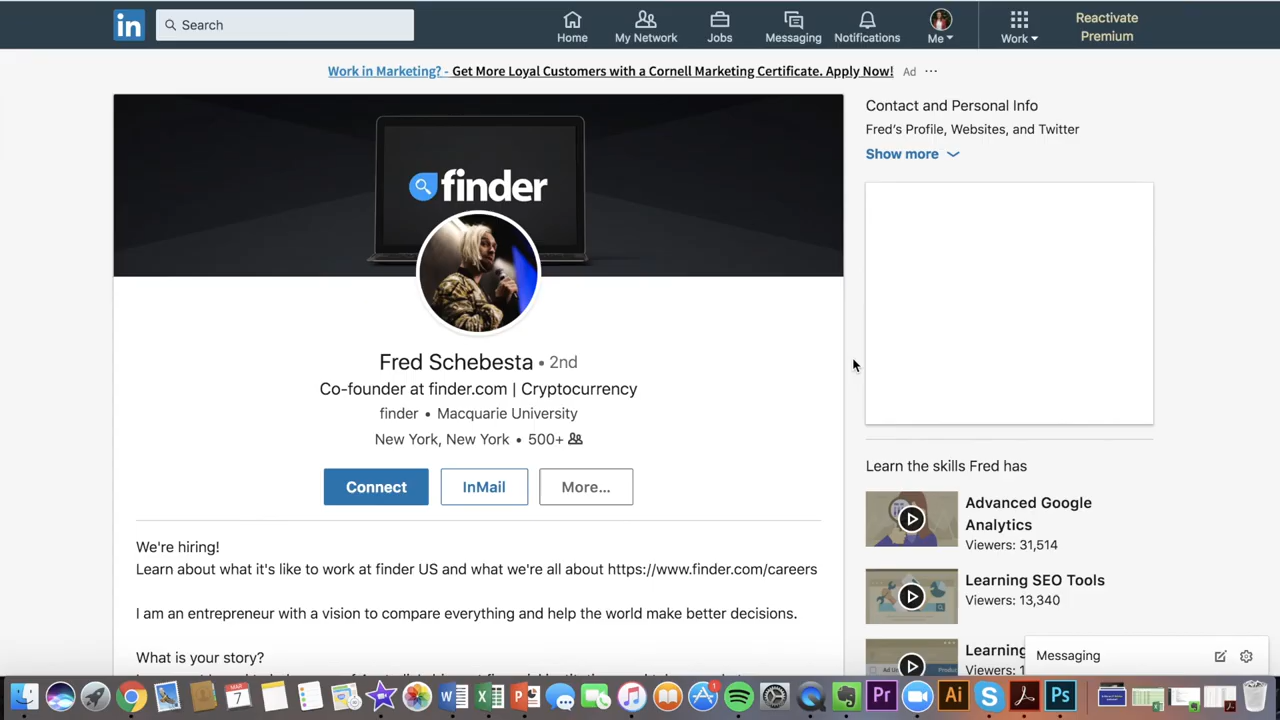 in
Search
Home
My Network
Jobs
Messaging
Notifications
Me
Work
Reactivate
Premium
Work in Marketing? - Get More Loyal Customers with a Cornell Marketing Certificate. Apply Now! Ad ···
finder
Fred Schebesta • 2nd
Co-founder at finder.com | Cryptocurrency
finder • Macquarie University
New York, New York • 500+
Connect
InMail
More...
We're hiring!
Learn about what it's like to work at finder US and what we're all about https://www.finder.com/careers
I am an entrepreneur with a vision to compare everything and help the world make better decisions.
What is your story?
Contact and Personal Info
Fred's Profile, Websites, and Twitter
Show more
Learn the skills Fred has
Advanced Google
Analytics
Viewers: 31,514
Learning SEO Tools
Viewers: 13,340
Learning
Messaging
7
W
X
P
Pr
Ai
S
Ps